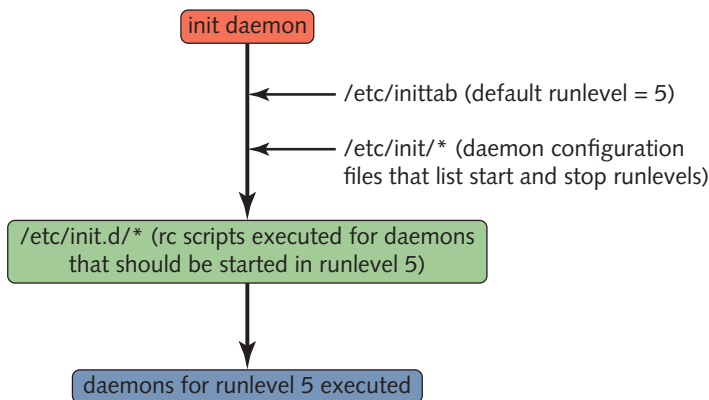 init daemon
/etc/inittab (default runlevel = 5)
/etc/init/* (daemon configuration
files that list start and stop runlevels)
/etc/init.d/* (rc scripts executed for daemons
that should be started in runlevel 5)
daemons for runlevel 5 executed